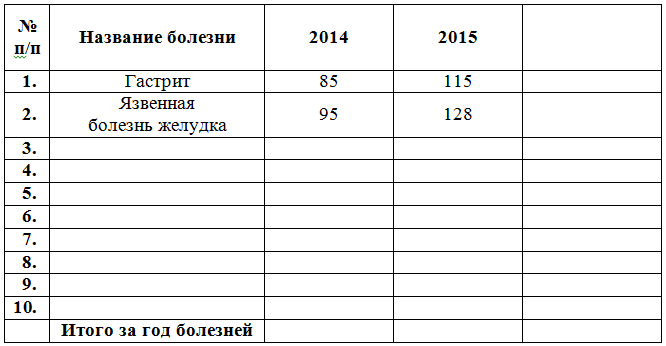 № п/п Название болезни 2014 2015
1. Гастрит 85 115
2. Язвенная болезнь желудка 95 128
3.
4.
5.
6.
7.
8.
9.
10.
Итого за год болезней